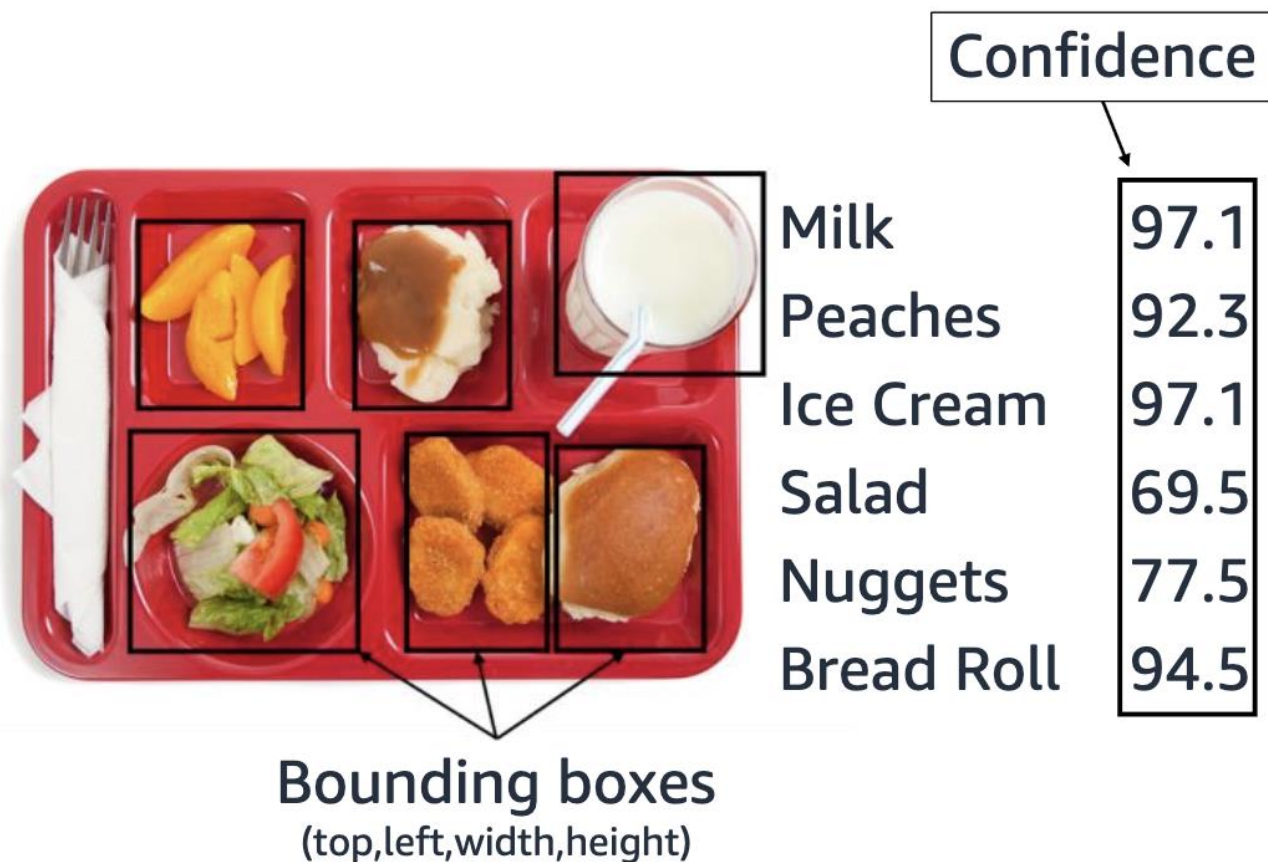 Confidence
Milk 97.1
Peaches 92.3
Ice Cream 97.1
Salad 69.5
Nuggets 77.5
Bread Roll 94.5
Bounding boxes
(top,left,width,height)